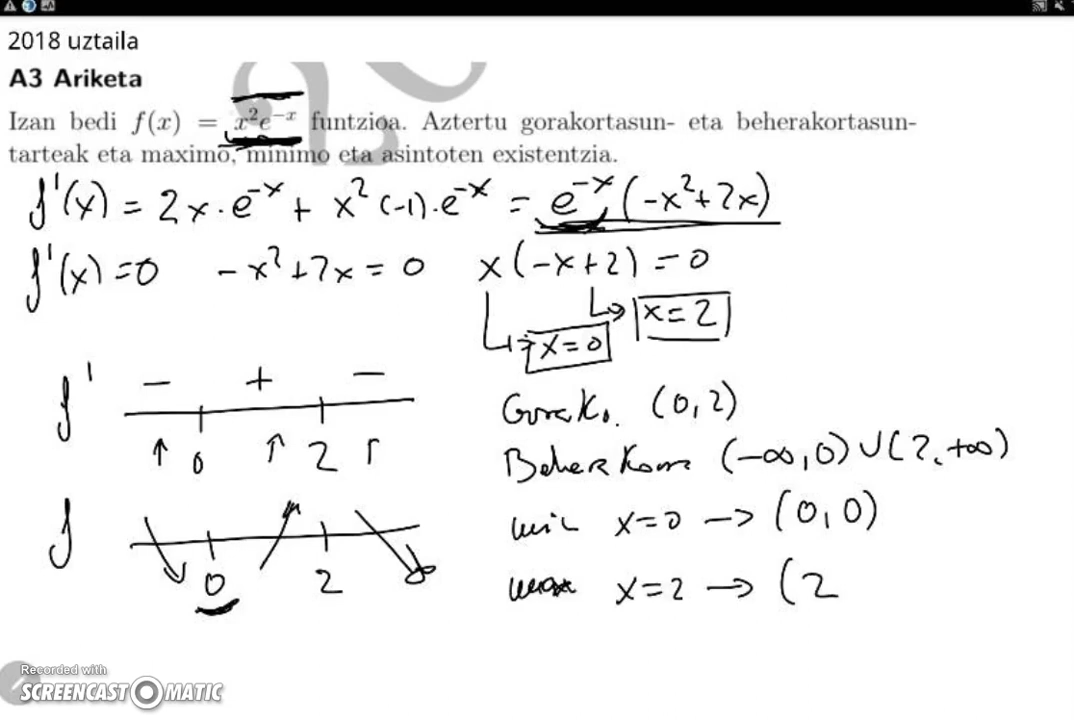 2018 uztaila
A3 Ariketa
Izan bedi f(x) = x²e⁻ˣ funtzioa. Aztertu gorakortasun- eta beherakortasun-
tarteak eta maximo, minimo eta asintoten existentzia.
f'(x) = 2x·e⁻ˣ + x²(-1)·e⁻ˣ = e⁻ˣ(-x²+2x)
f'(x)=0 -x²+2x=0 x(-x+2)=0
x=2
x=0
f' - + -
0 2
Gorak. (0,2)
Beherakorra (-∞,0)∪(2,+∞)
f
0 2
min x=0 → (0,0)
max x=2 → (2
Recorded with
SCREENCAST O MATIC